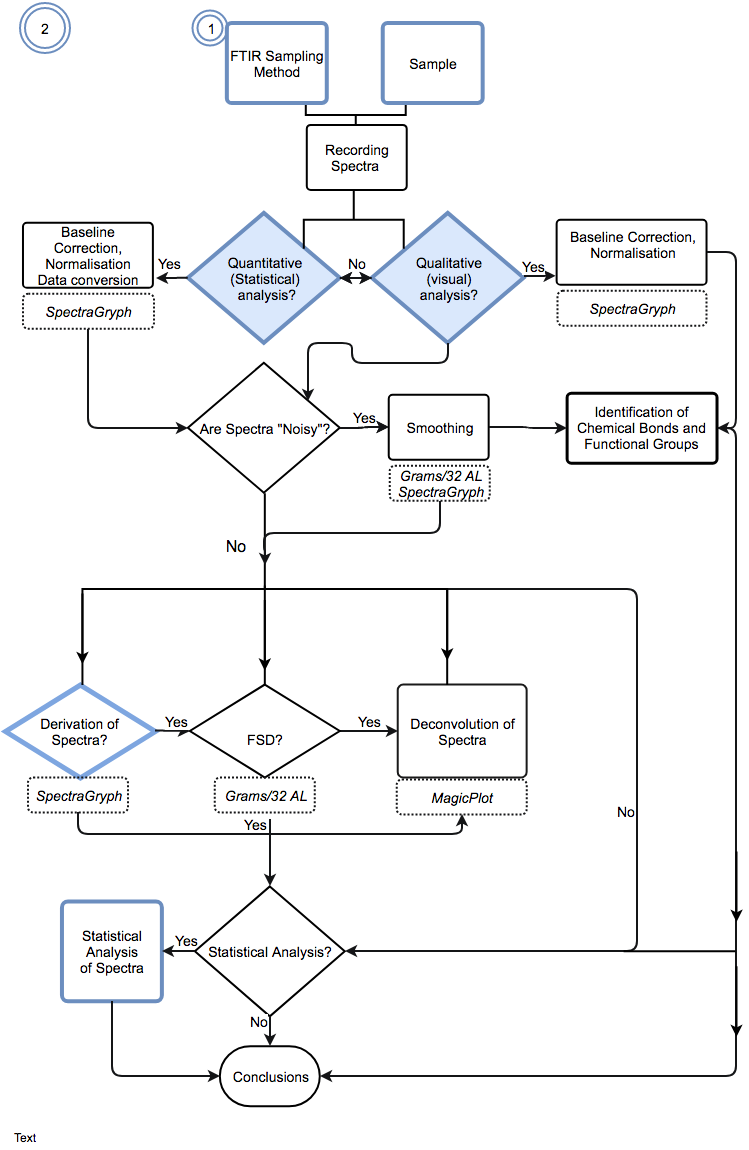 2
1
FTIR Sampling
Method
Sample
Recording
Spectra
Baseline
Correction,
Normalisation
Data conversion
SpectraGryph
Yes
Quantitative
(Statistical)
analysis?
No
Qualitative
(visual)
analysis?
Yes
Baseline Correction,
Normalisation
SpectraGryph
Are Spectra "Noisy"?
Yes
Smoothing
Grams/32 AL
SpectraGryph
Identification of
Chemical Bonds and
Functional Groups
No
Derivation of
Spectra?
Yes
FSD?
Yes
Deconvolution of
Spectra
SpectraGryph
Grams/32 AL
MagicPlot
Yes
No
Statistical
Analysis
of Spectra
Yes
Statistical Analysis?
No
Conclusions
Text